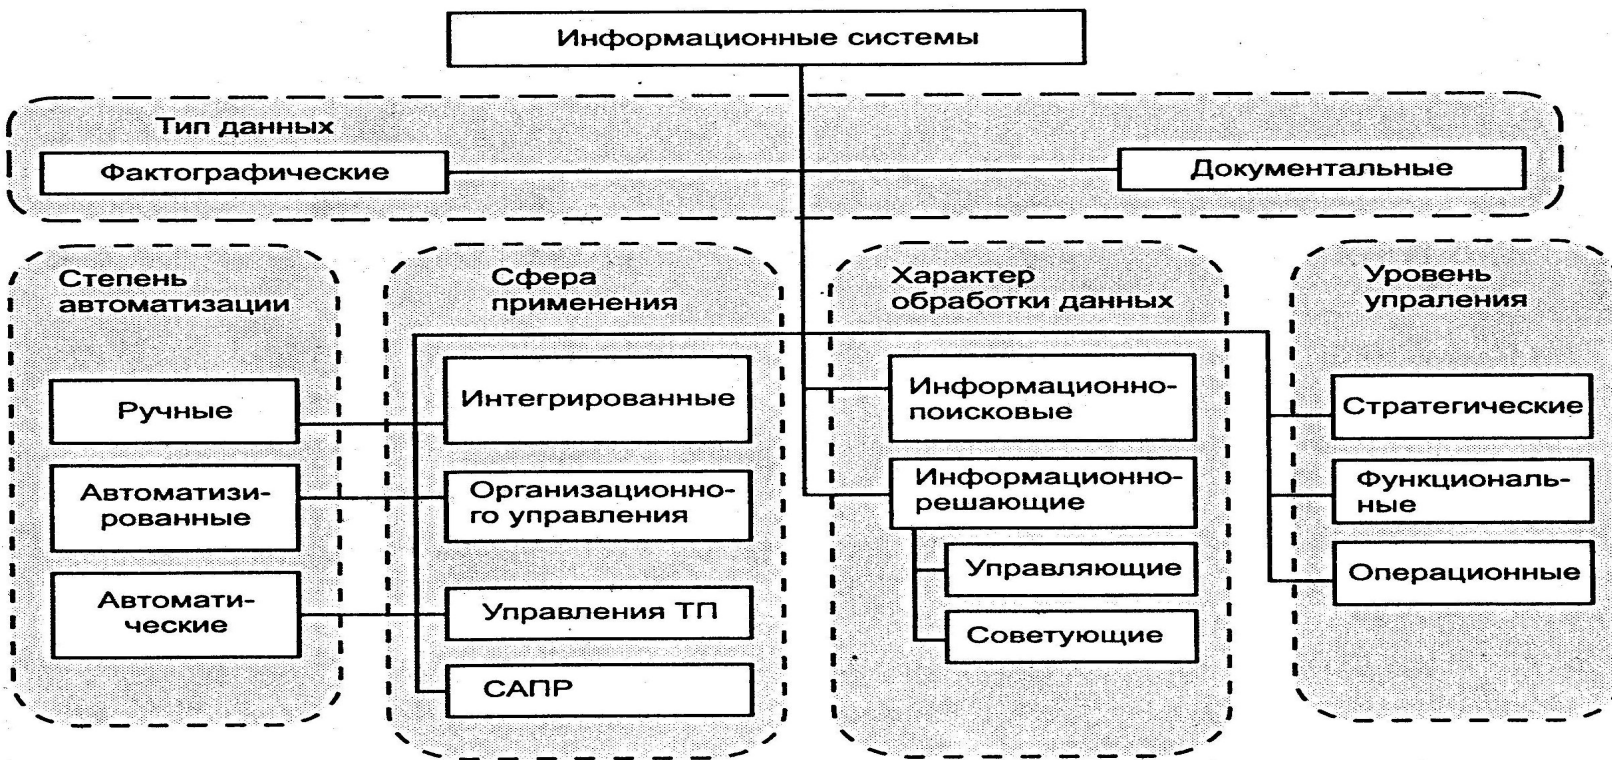 Информационные системы
Тип данных
Фактографические
Документальные
Степень
автоматизации
Ручные
Автоматизи-
рованные
Автомати-
ческие
Сфера
применения
Интегрированные
Организационно-
го управления
Управления ТП
САПР
Характер
обработки данных
Информационно-
поисковые
Информационно-
решающие
Управляющие
Советующие
Уровень
упраления
Стратегические
Функциональ-
ные
Операционные